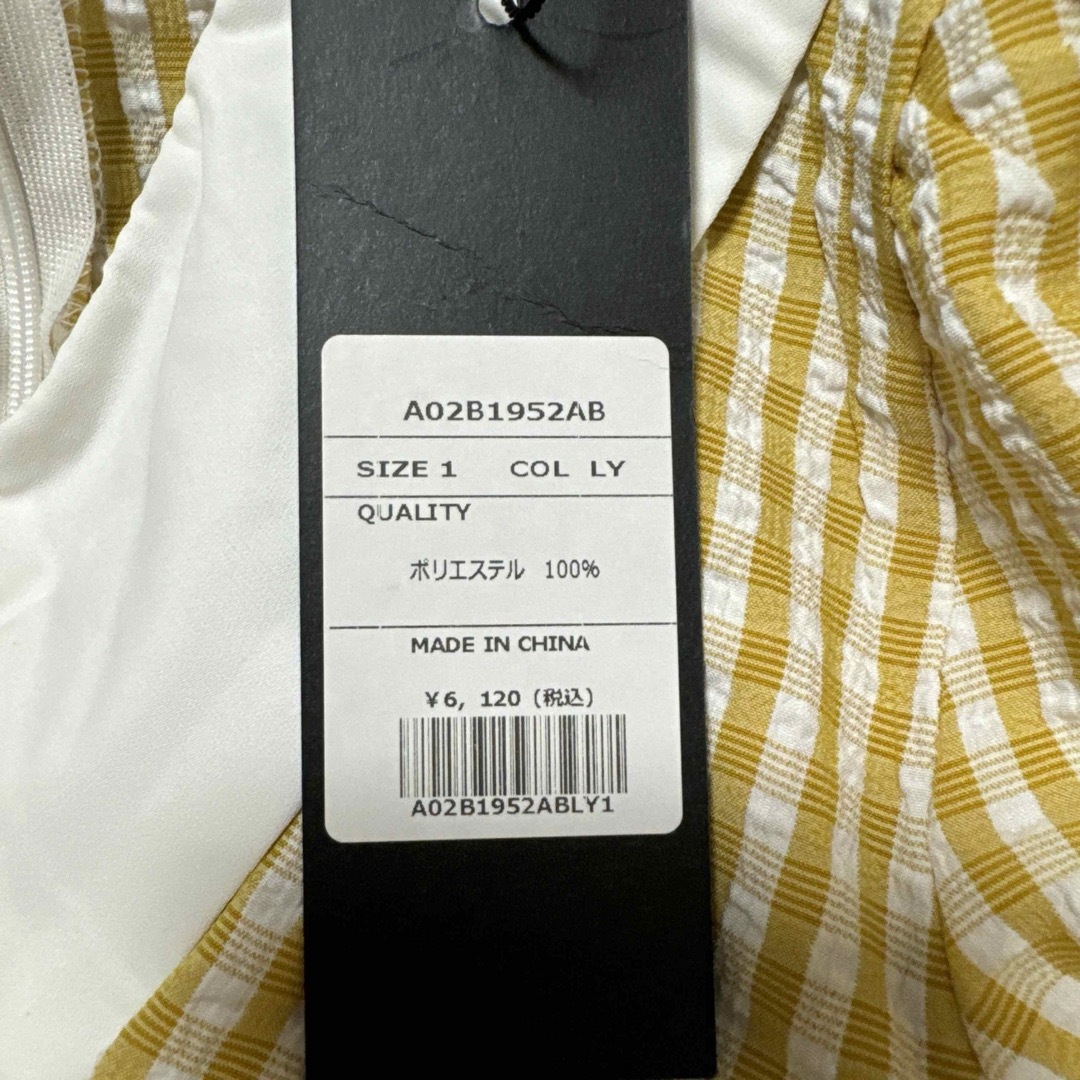 A02B1952AB
SIZE 1 COL LY
QUALITY
ポリエステル 100%
MADE IN CHINA
¥6, 120 (税込)
A02B1952ABLY1